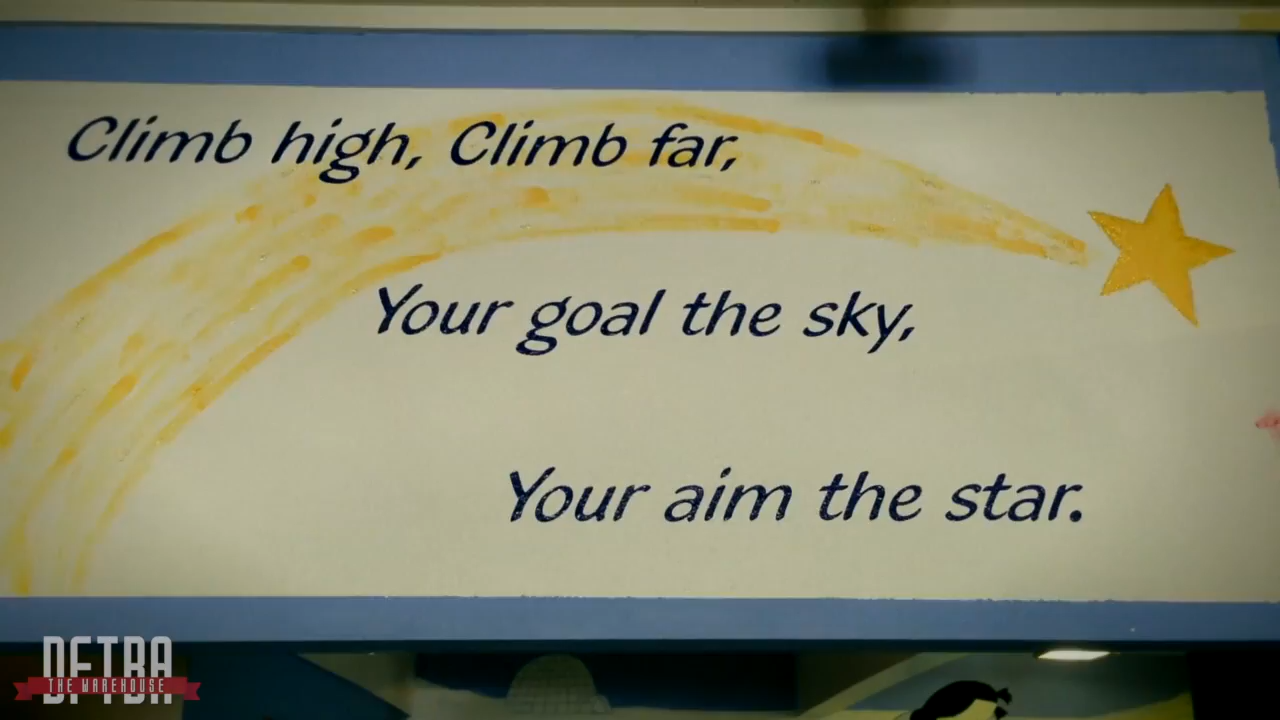 Climb high, Climb far,
Your goal the sky,
Your aim the star.
DFTBA
THE WAREHOUSE